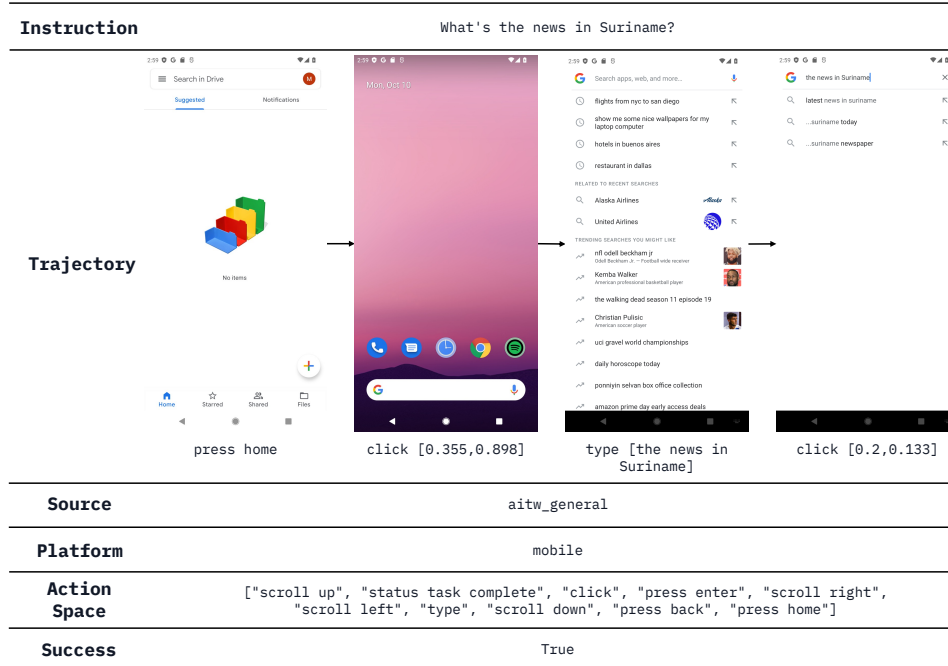 Instruction
What's the news in Suriname?
Trajectory
2:59
Search in Drive
M
Suggested
Notifications
No items
Home
Starred
Shared
Files
press home
2:59
Mon, Oct 10
click [0.355,0.898]
2:59
Search apps, web, and more...
flights from nyc to san diego
show me some nice wallpapers for my
laptop computer
hotels in buenos aires
restaurant in dallas
RELATED TO RECENT SEARCHES
Alaska Airlines
Alaska
United Airlines
TRENDING SEARCHES YOU MIGHT LIKE
nfl odell beckham jr
Odell Beckham Jr. — Football wide receiver
Kemba Walker
American professional basketball player
the walking dead season 11 episode 19
Christian Pulisic
American soccer player
uci gravel world championships
daily horoscope today
ponniyin selvan box office collection
amazon prime day early access deals
type [the news in
Suriname]
2:59
the news in Suriname
latest news in suriname
...suriname today
...suriname newspaper
click [0.2,0.133]
Source
aitw_general
Platform
mobile
Action
Space
["scroll up", "status task complete", "click", "press enter", "scroll right",
"scroll left", "type", "scroll down", "press back", "press home"]
Success
True